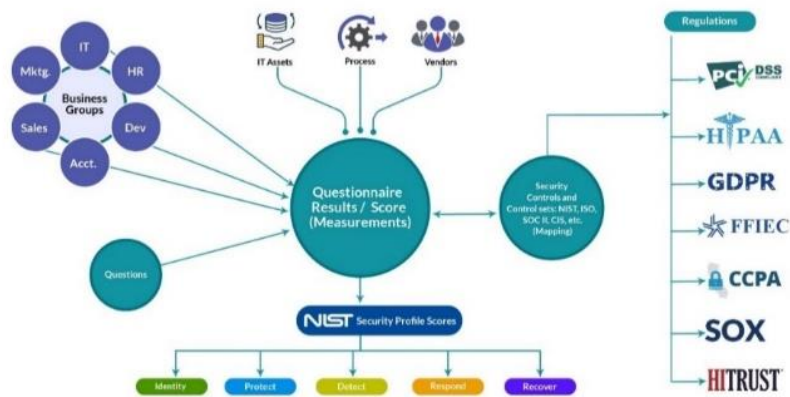 Regulations
IT
Mktg.
HR
Business
Groups
Sales
Dev
Acct.
IT Assets
Process
Vendors
PCI DSS
COMPLIANT
HIPAA
GDPR
FFIEC
CCPA
SOX
HITRUST
Questionnaire
Results / Score
(Measurements)
Security
Controls and
Control sets: NIST, ISO,
SOC II, CIS, etc.
(Mapping)
Questions
NIST Security Profile Scores
Identity
Protect
Detect
Respond
Recover